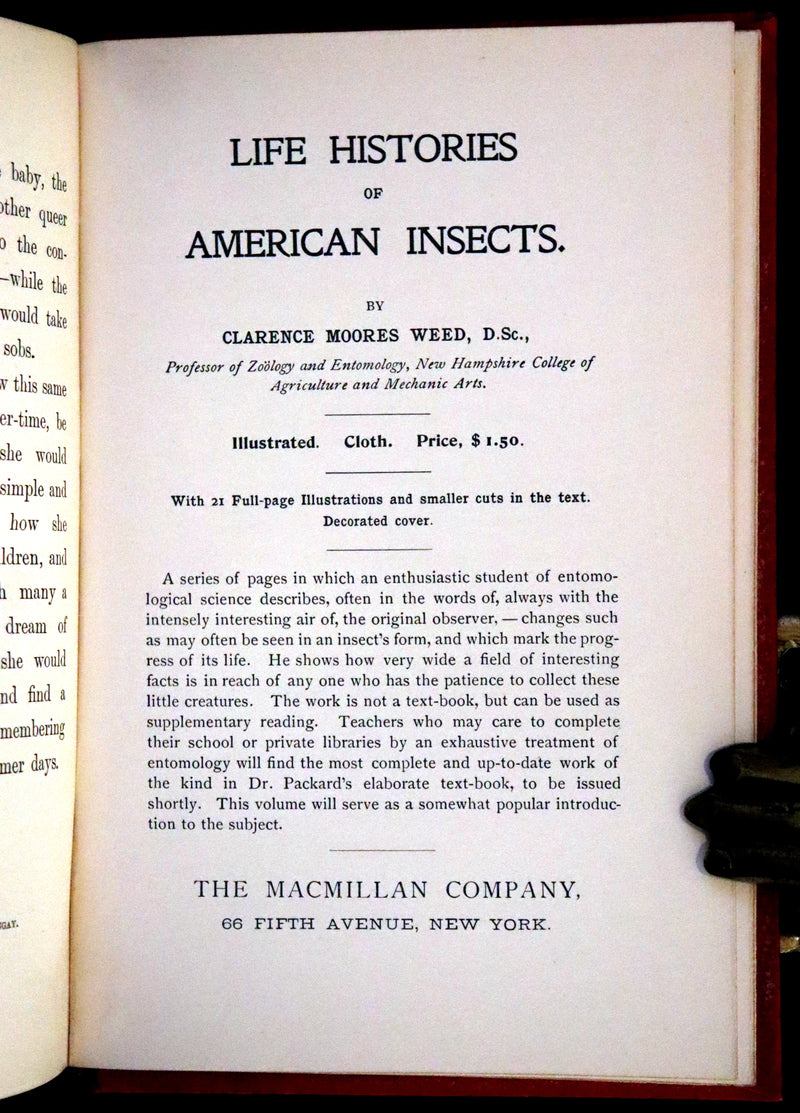 baby, the
other queer
the con-
—while the
would take
sobs.
this same
er-time, be
she would
simple and
how she
ldren, and
many a
dream of
she would
nd find a
membering
mer days.
GAY.
LIFE HISTORIES
OF
AMERICAN INSECTS.
BY
CLARENCE MOORES WEED, D.Sc.,
Professor of Zoölogy and Entomology, New Hampshire College of
Agriculture and Mechanic Arts.
Illustrated. Cloth. Price, $1.50.
With 21 Full-page Illustrations and smaller cuts in the text.
Decorated cover.
A series of pages in which an enthusiastic student of entomo-
logical science describes, often in the words of, always with the
intensely interesting air of, the original observer, — changes such
as may often be seen in an insect's form, and which mark the prog-
ress of its life. He shows how very wide a field of interesting
facts is in reach of any one who has the patience to collect these
little creatures. The work is not a text-book, but can be used as
supplementary reading. Teachers who may care to complete
their school or private libraries by an exhaustive treatment of
entomology will find the most complete and up-to-date work of
the kind in Dr. Packard's elaborate text-book, to be issued
shortly. This volume will serve as a somewhat popular introduc-
tion to the subject.
THE MACMILLAN COMPANY,
66 FIFTH AVENUE, NEW YORK.